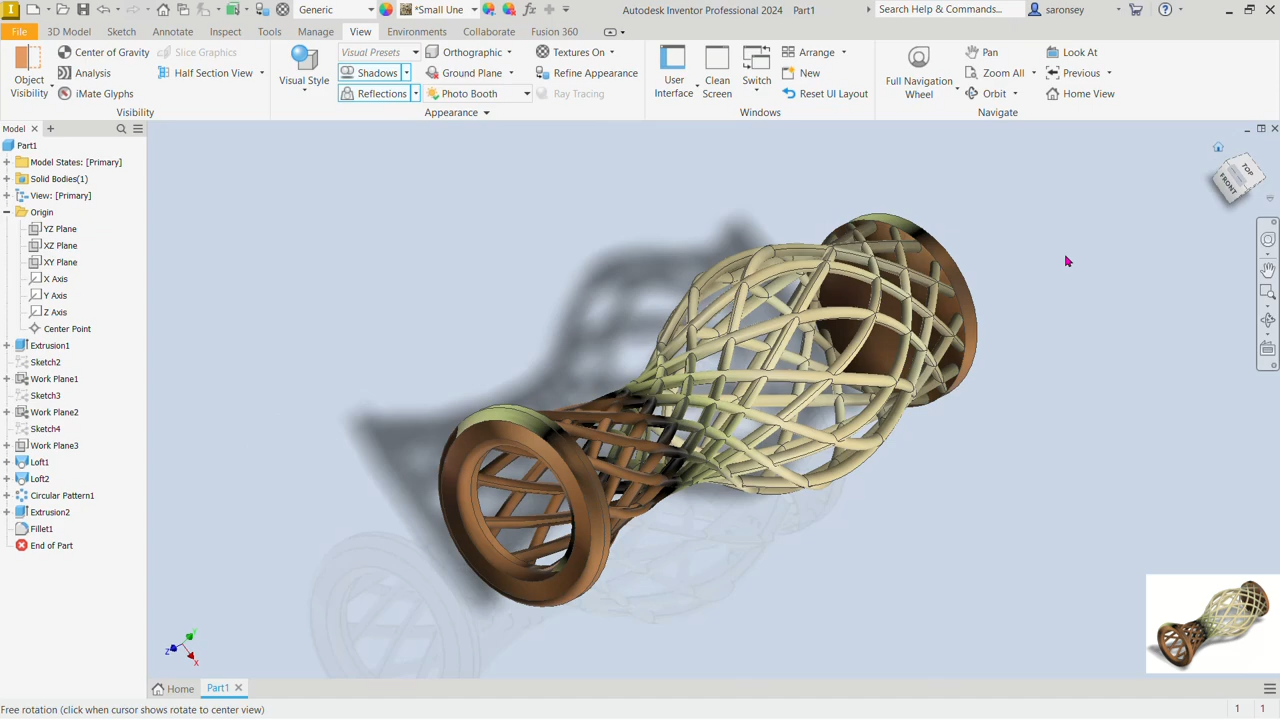 Generic
*Small Une
Autodesk Inventor Professional 2024 Part1
Search Help & Commands...
saronsey
File 3D Model Sketch Annotate Inspect Tools Manage View Environments Collaborate Fusion 360
Object Visibility
Center of Gravity
Analysis
iMate Glyphs
Slice Graphics
Half Section View
Visibility
Visual Style
Visual Presets
Shadows
Reflections
Orthographic
Ground Plane
Photo Booth
Textures On
Refine Appearance
Ray Tracing
Appearance
User Interface
Clean Screen
Switch
Arrange
New
Reset UI Layout
Windows
Full Navigation Wheel
Pan
Zoom All
Orbit
Look At
Previous
Home View
Navigate
Model
Part1
Model States: [Primary]
Solid Bodies(1)
View: [Primary]
Origin
YZ Plane
XZ Plane
XY Plane
X Axis
Y Axis
Z Axis
Center Point
Extrusion1
Sketch2
Work Plane1
Sketch3
Work Plane2
Sketch4
Work Plane3
Loft1
Loft2
Circular Pattern1
Extrusion2
Fillet1
End of Part
TOP
FRONT
Y
Z
X
Home
Part1
Free rotation (click when cursor shows rotate to center view)
1 1